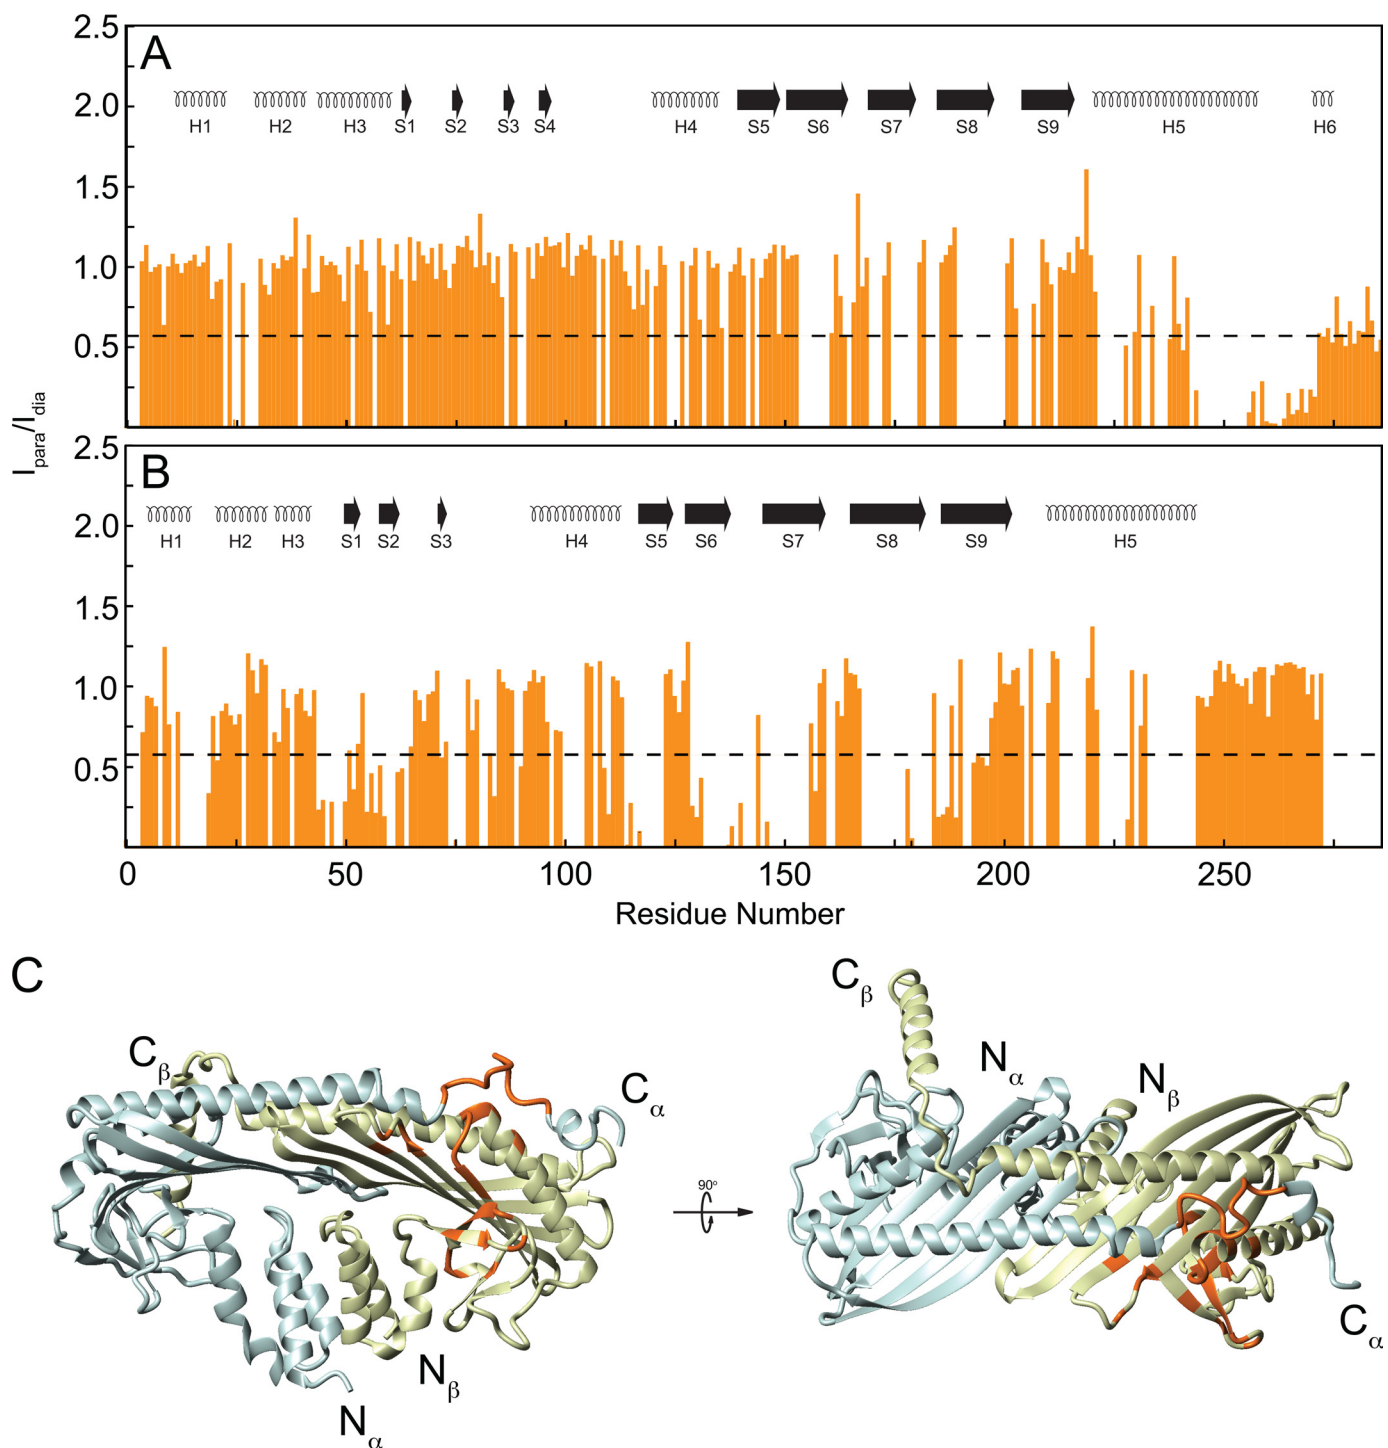 2.5
A
2.0
H1 H2 H3 S1 S2 S3 S4 H4 S5 S6 S7 S8 S9 H5 H6
1.5
1.0
0.5
I_para/I_dia
2.5
B
2.0
H1 H2 H3 S1 S2 S3 H4 S5 S6 S7 S8 S9 H5
1.5
1.0
0.5
0 50 100 150 200 250
Residue Number
C
Cβ Cα Nβ Nα
90°
Cβ Nα Nβ Cα